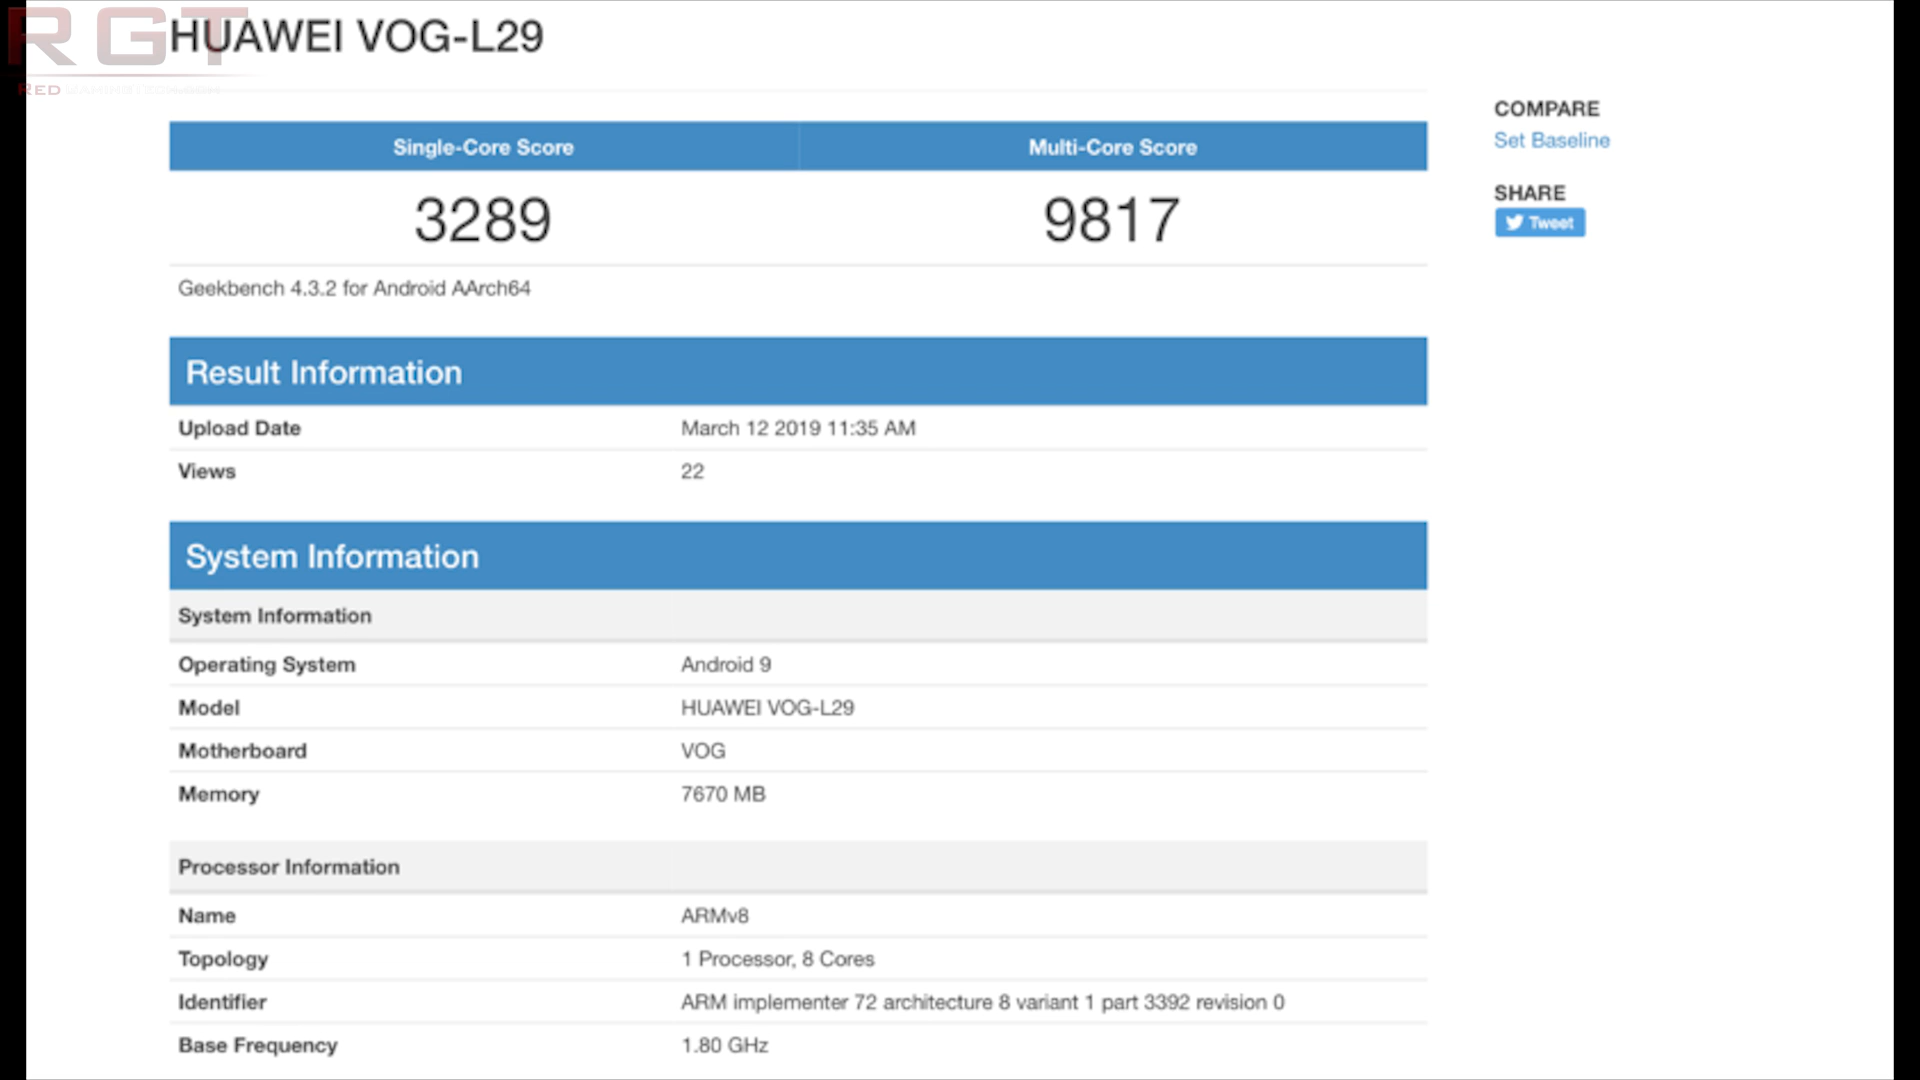 RGT
RED GAMINGTECH.COM
HUAWEI VOG-L29
COMPARE
Set Baseline
SHARE
Tweet
Single-Core Score Multi-Core Score
3289 9817
Geekbench 4.3.2 for Android AArch64
Result Information
Upload Date March 12 2019 11:35 AM
Views 22
System Information
System Information
Operating System Android 9
Model HUAWEI VOG-L29
Motherboard VOG
Memory 7670 MB
Processor Information
Name ARMv8
Topology 1 Processor, 8 Cores
Identifier ARM implementer 72 architecture 8 variant 1 part 3392 revision 0
Base Frequency 1.80 GHz